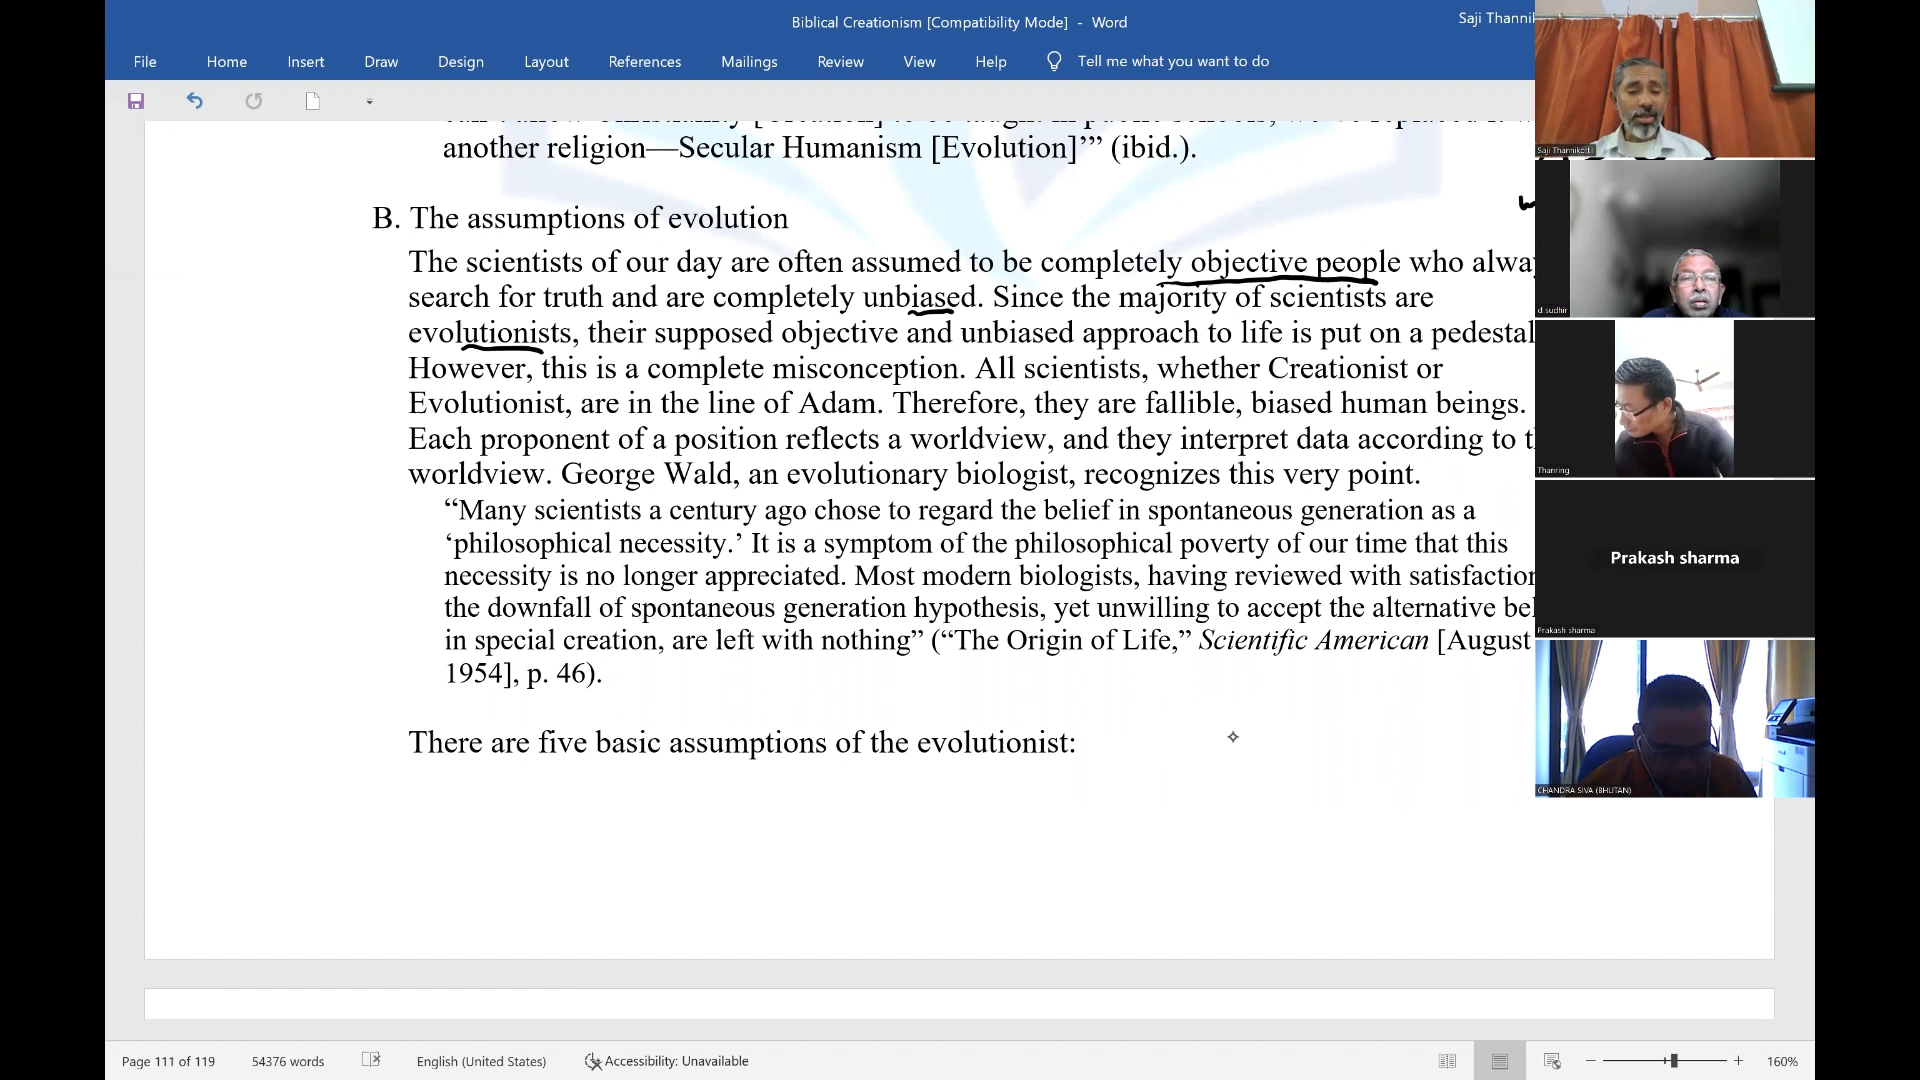 Biblical Creationism [Compatibility Mode] - Word
Saji
File Home Insert Draw Design Layout References Mailings Review View Help Tell me what you want to do
another religion—Secular Humanism [Evolution]’” (ibid.).
B. The assumptions of evolution
The scientists of our day are often assumed to be completely objective people who
search for truth and are completely unbiased. Since the majority of scientists are
evolutionists, their supposed objective and unbiased approach to life is put on a pedestal
However, this is a complete misconception. All scientists, whether Creationist or
Evolutionist, are in the line of Adam. Therefore, they are fallible, biased human beings.
Each proponent of a position reflects a worldview, and they interpret data according to
worldview. George Wald, an evolutionary biologist, recognizes this very point.
“Many scientists a century ago chose to regard the belief in spontaneous generation as a
‘philosophical necessity.’ It is a symptom of the philosophical poverty of our time that this
necessity is no longer appreciated. Most modern biologists, having reviewed with satisfaction
the downfall of spontaneous generation hypothesis, yet unwilling to accept the alternative
in special creation, are left with nothing” (“The Origin of Life,” Scientific American [August
1954], p. 46).
There are five basic assumptions of the evolutionist:
Saji Thannikott
d sudhir
Thanring
Prakash sharma
Prakash sharma
CHANDRA SIVA (BHUTAN)
Page 111 of 119 54376 words English (United States) Accessibility: Unavailable 160%